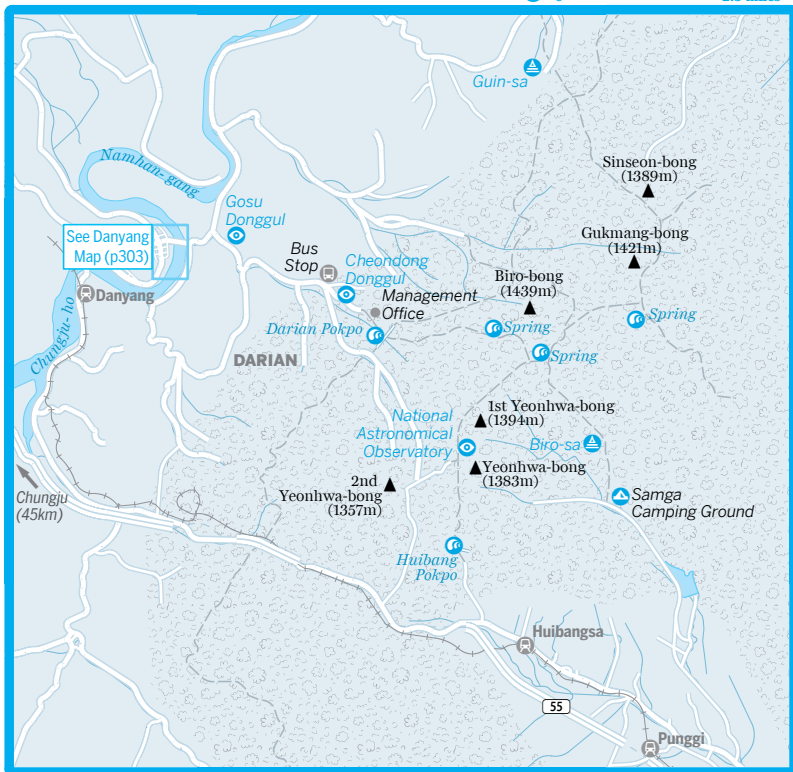 Guin-sa
Sinseon-bong
(1389m)
Namhan-gang
Gosu
Donggul
See Danyang
Map (p303)
Gukmang-bong
(1421m)
Bus
Stop
Cheondong
Donggul
Biro-bong
(1439m)
Danyang
Management
Office
Spring
Spring
Darian Pokpo
Spring
Chungju-ho
DARIAN
1st Yeonhwa-bong
(1394m)
National
Astronomical
Observatory
Biro-sa
Yeonhwa-bong
(1383m)
2nd
Yeonhwa-bong
(1357m)
Chungju
(45km)
Samga
Camping Ground
Huibang
Pokpo
Huibangsa
55
Punggi